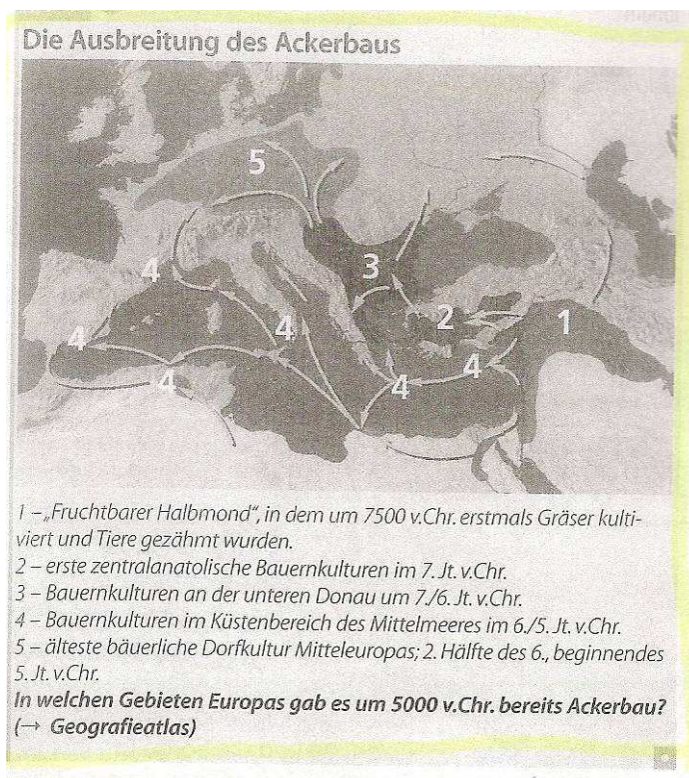 Die Ausbreitung des Ackerbaus
5
3
4
2
1
4
4
4
4
4
1 – „Fruchtbarer Halbmond“, in dem um 7500 v.Chr. erstmals Gräser kulti-
viert und Tiere gezähmt wurden.
2 – erste zentralanatolische Bauernkulturen im 7. Jt. v.Chr.
3 – Bauernkulturen an der unteren Donau um 7./6. Jt. v.Chr.
4 – Bauernkulturen im Küstenbereich des Mittelmeeres im 6./5. Jt. v.Chr.
5 – älteste bäuerliche Dorfkultur Mitteleuropas; 2. Hälfte des 6., beginnendes
5. Jt. v.Chr.
In welchen Gebieten Europas gab es um 5000 v.Chr. bereits Ackerbau?
(→ Geografieatlas)